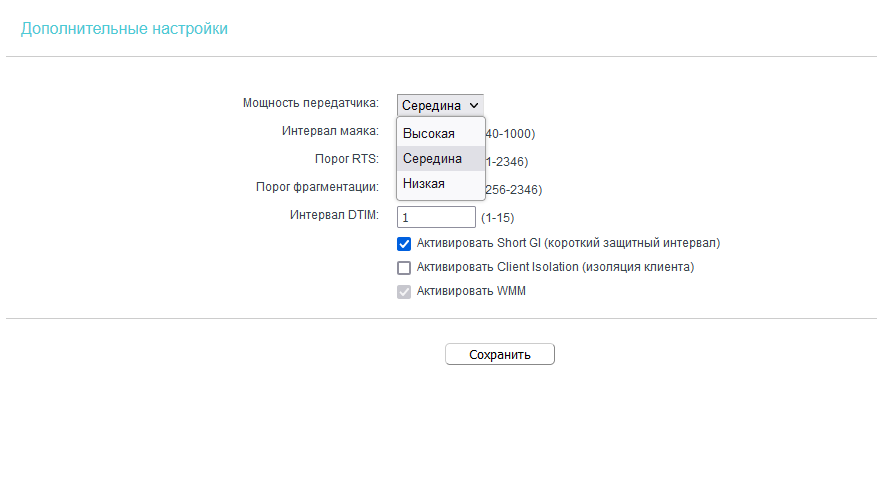 Дополнительные настройки
Мощность передатчика: Середина
Высокая
Интервал маяка: 40-1000)
Середина
Порог RTS: 1-2346)
Низкая
Порог фрагментации: 256-2346)
Интервал DTIM: 1 (1-15)
Активировать Short GI (короткий защитный интервал)
Активировать Client Isolation (изоляция клиента)
Активировать WMM
Сохранить